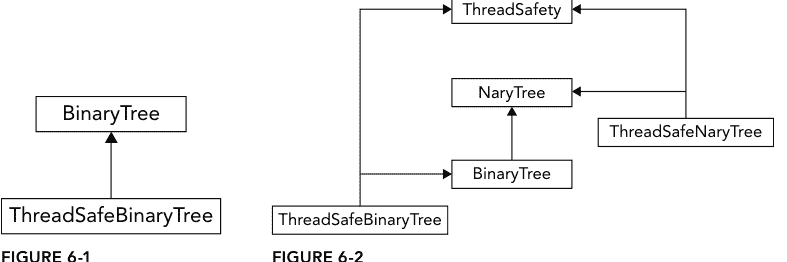 BinaryTree
ThreadSafeBinaryTree
FIGURE 6-1
ThreadSafety
NaryTree
ThreadSafeNaryTree
BinaryTree
ThreadSafeBinaryTree
FIGURE 6-2